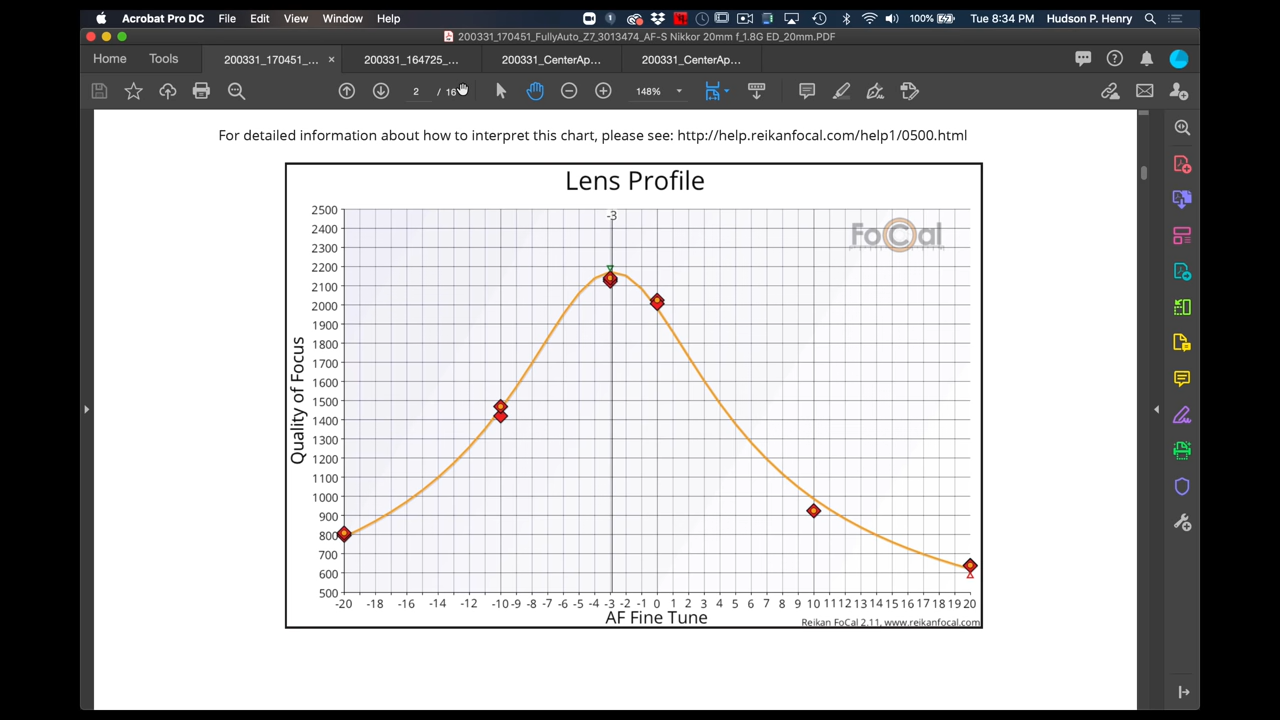 Acrobat Pro DC File Edit View Window Help 100% Tue 8:34 PM Hudson P. Henry
200331_170451_FullyAuto_Z7_3013474_AF-S Nikkor 20mm f_1.8G ED_20mm.PDF
Home Tools 200331_170451_... × 200331_164725_... 200331_CenterAp... 200331_CenterAp...
2 / 16 148%
For detailed information about how to interpret this chart, please see: http://help.reikanfocal.com/help1/0500.html
Lens Profile
-3
FoCal
2500
2400
2300
2200
2100
2000
1900
1800
1700
1600
1500
1400
1300
1200
1100
1000
900
800
700
600
500
Quality of Focus
-20 -18 -16 -14 -12 -10 -9 -8 -7 -6 -5 -4 -3 -2 -1 0 1 2 3 4 5 6 7 8 9 10 11 12 13 14 15 16 17 18 19 20
AF Fine Tune
Reikan FoCal 2.11, www.reikanfocal.com